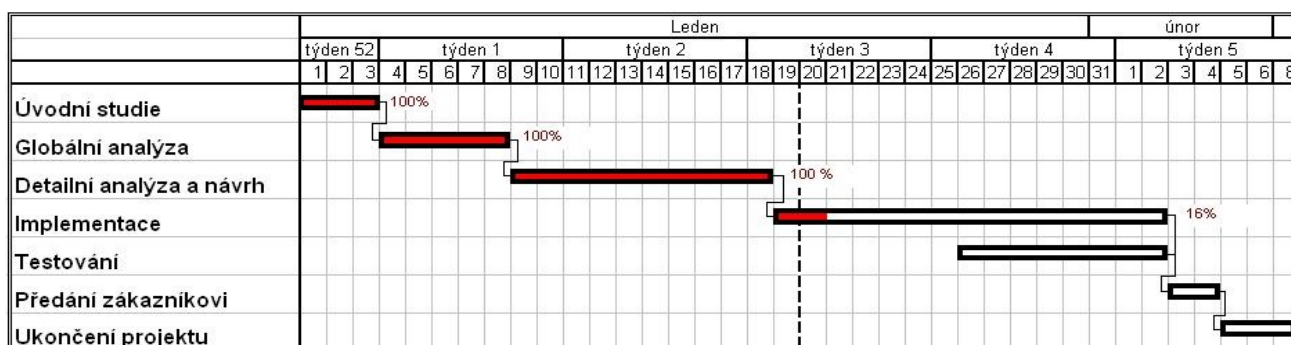 Leden únor
týden 52 týden 1 týden 2 týden 3 týden 4 týden 5
1 2 3 4 5 6 7 8 9 10 11 12 13 14 15 16 17 18 19 20 21 22 23 24 25 26 27 28 29 30 31 1 2 3 4 5 6 8
Úvodní studie 100%
Globální analýza 100%
Detailní analýza a návrh 100 %
Implementace 16%
Testování
Předání zákazníkovi
Ukončení projektu